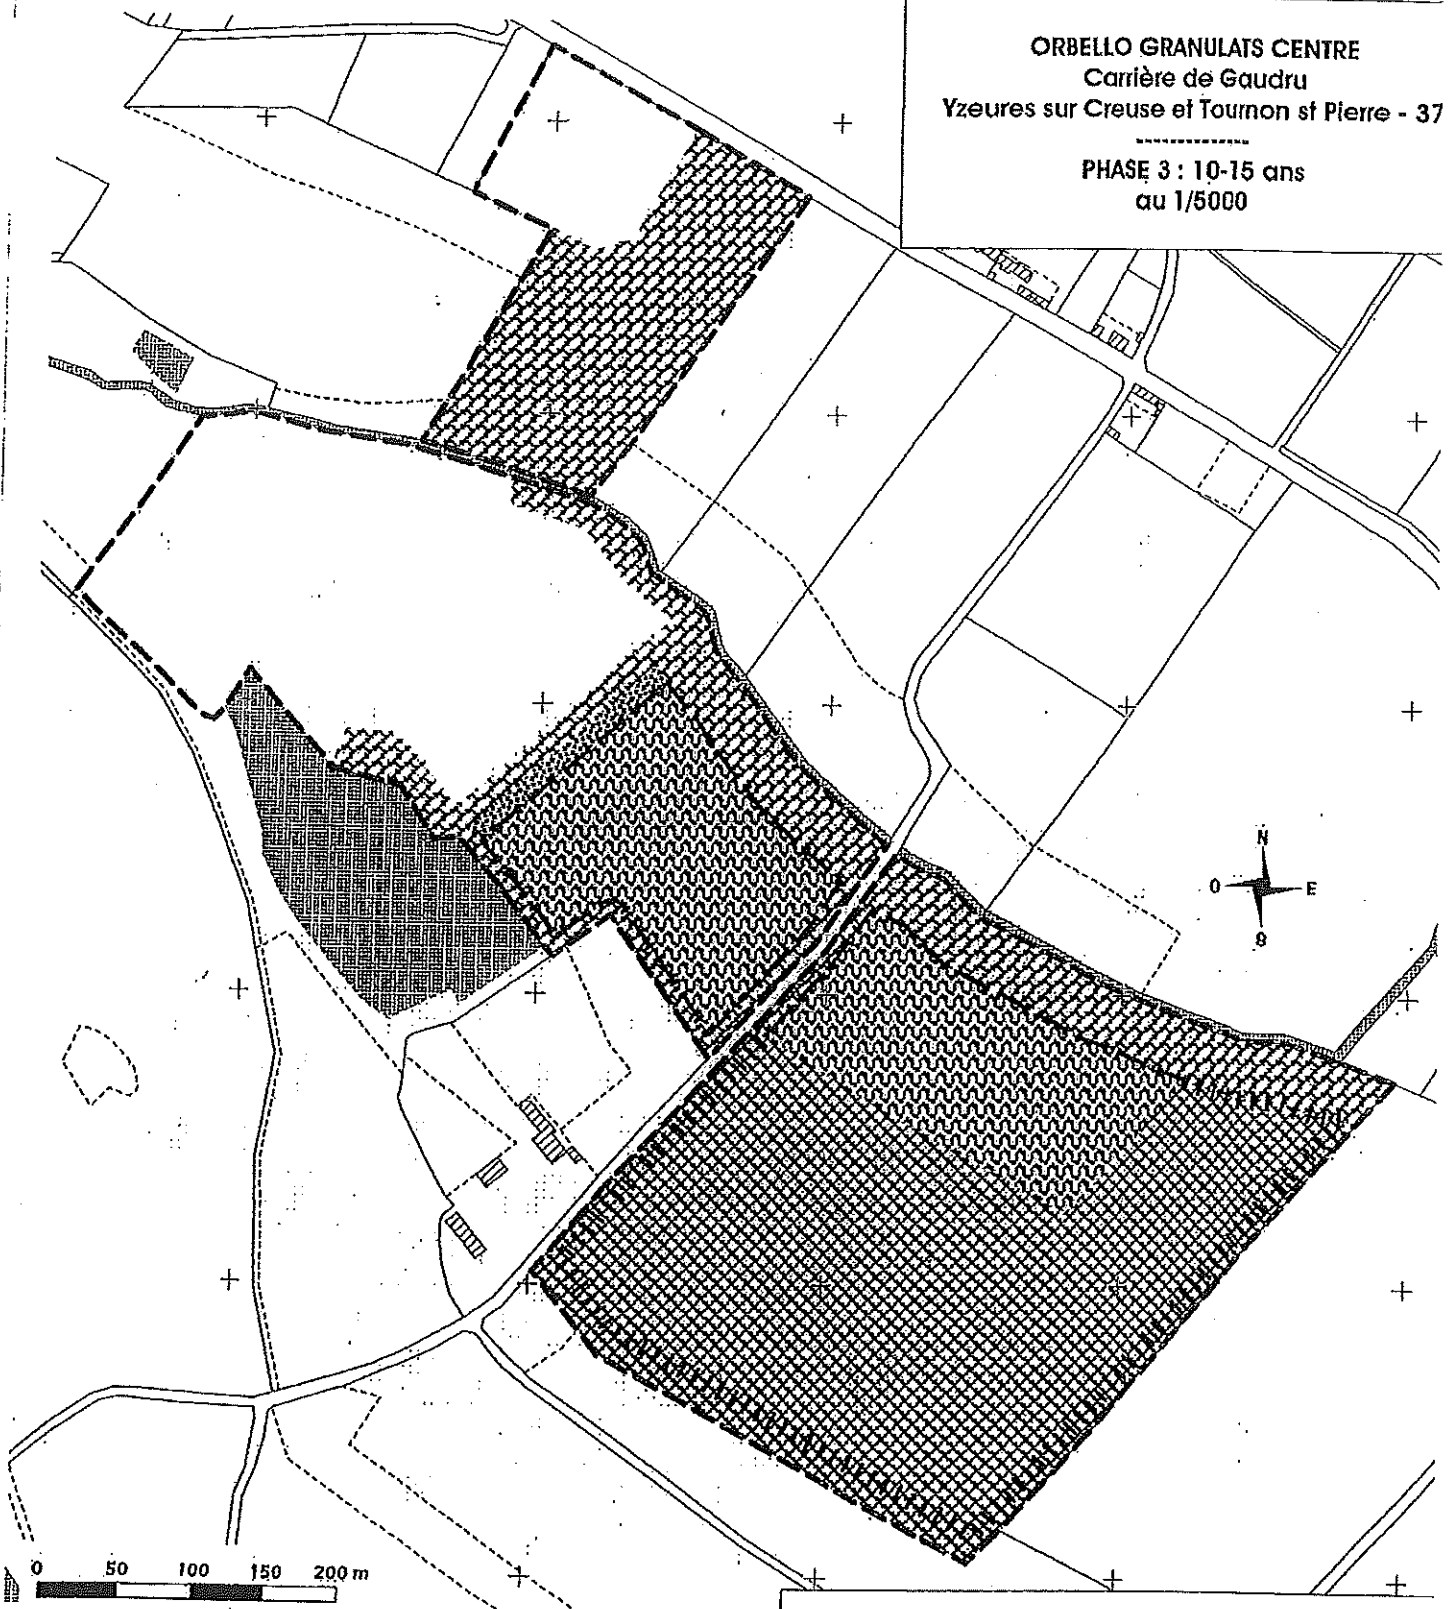 ORBELLO GRANULATS CENTRE
Carrière de Gaudru
Yzeures sur Creuse et Tournon st Pierre - 37
PHASE 3 : 10-15 ans
au 1/5000
N
O E
S
0 50 100 150 200 m